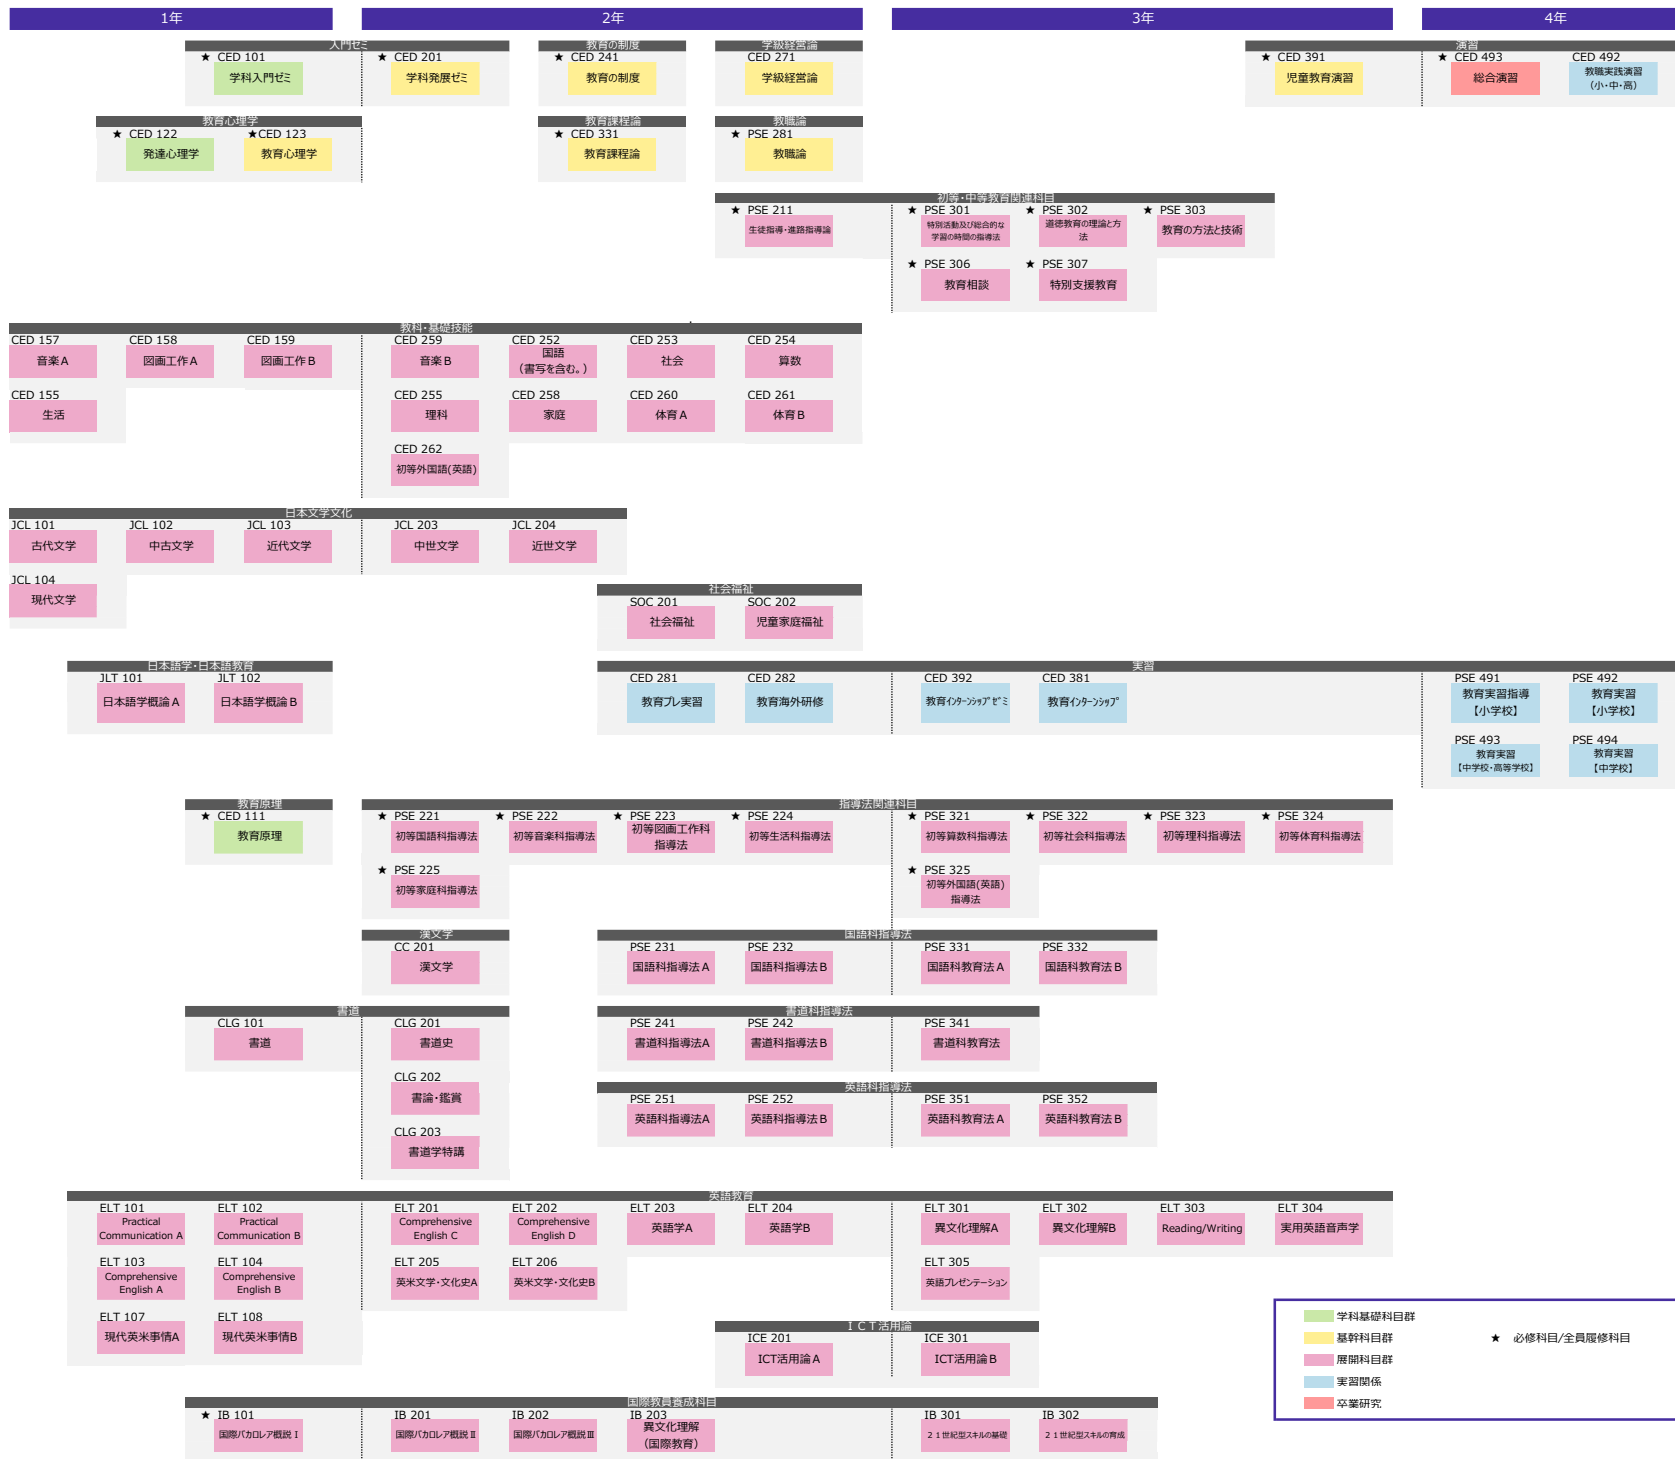 1年
2年
3年
4年
入門ゼミ
教育の制度
学級経営論
演習
★ CED 101
★ CED 201
★ CED 241
CED 271
★ CED 391
★ CED 493
CED 492
学科入門ゼミ
学科発展ゼミ
教育の制度
学級経営論
児童教育演習
総合演習
教職実践演習
（小・中・高）
教育心理学
教育課程論
教職論
★ CED 122
★CED 123
★ CED 331
★ PSE 281
発達心理学
教育心理学
教育課程論
教職論
初等・中等教育関連科目
★ PSE 211
★ PSE 301
★ PSE 302
★ PSE 303
生徒指導・進路指導論
特別活動及び総合的な
学習の時間の指導法
道徳教育の理論と方
法
教育の方法と技術
★ PSE 306
★ PSE 307
教育相談
特別支援教育
教科・基礎技能
CED 157
CED 158
CED 159
CED 259
CED 252
CED 253
CED 254
音楽Ａ
図画工作Ａ
図画工作Ｂ
音楽Ｂ
国語
（書写を含む。）
社会
算数
CED 155
CED 255
CED 258
CED 260
CED 261
生活
理科
家庭
体育Ａ
体育Ｂ
CED 262
初等外国語(英語)
日本文学文化
JCL 101
JCL 102
JCL 103
JCL 203
JCL 204
古代文学
中古文学
近代文学
中世文学
近世文学
JCL 104
現代文学
社会福祉
SOC 201
SOC 202
社会福祉
児童家庭福祉
日本語学・日本語教育
実習
JLT 101
JLT 102
CED 281
CED 282
CED 392
CED 381
PSE 491
PSE 492
日本語学概論Ａ
日本語学概論Ｂ
教育プレ実習
教育海外研修
教育インターンシップゼミ
教育インターンシップ
教育実習指導
【小学校】
教育実習
【小学校】
PSE 493
PSE 494
教育実習
【中学校・高等学校】
教育実習
【中学校】
教育原理
指導法関連科目
★ CED 111
★ PSE 221
★ PSE 222
★ PSE 223
★ PSE 224
★ PSE 321
★ PSE 322
★ PSE 323
★ PSE 324
教育原理
初等国語科指導法
初等音楽科指導法
初等図画工作科
指導法
初等生活科指導法
初等算数科指導法
初等社会科指導法
初等理科指導法
初等体育科指導法
★ PSE 225
★ PSE 325
初等家庭科指導法
初等外国語(英語)
指導法
漢文学
国語科指導法
CC 201
PSE 231
PSE 232
PSE 331
PSE 332
漢文学
国語科指導法Ａ
国語科指導法Ｂ
国語科教育法Ａ
国語科教育法Ｂ
書道
書道科指導法
CLG 101
CLG 201
PSE 241
PSE 242
PSE 341
書道
書道史
書道科指導法A
書道科指導法Ｂ
書道科教育法
CLG 202
書論・鑑賞
英語科指導法
PSE 251
PSE 252
PSE 351
PSE 352
英語科指導法A
英語科指導法Ｂ
英語科教育法Ａ
英語科教育法Ｂ
CLG 203
書道学特講
英語教育
ELT 101
ELT 102
ELT 201
ELT 202
ELT 203
ELT 204
ELT 301
ELT 302
ELT 303
ELT 304
Practical
Communication A
Practical
Communication B
Comprehensive
English C
Comprehensive
English D
英語学A
英語学B
異文化理解A
異文化理解B
Reading/Writing
実用英語音声学
ELT 103
ELT 104
ELT 205
ELT 206
ELT 305
Comprehensive
English A
Comprehensive
English B
英米文学・文化史A
英米文学・文化史B
英語プレゼンテーション
ELT 107
ELT 108
現代英米事情A
現代英米事情B
ＩＣＴ活用論
ICE 201
ICE 301
ICT活用論Ａ
ICT活用論Ｂ
国際教員養成科目
★ IB 101
IB 201
IB 202
IB 203
IB 301
IB 302
国際バカロレア概説Ⅰ
国際バカロレア概説Ⅱ
国際バカロレア概説Ⅲ
異文化理解
（国際教育）
２１世紀型スキルの基礎
２１世紀型スキルの育成
学科基礎科目群
基幹科目群
★ 必修科目/全員履修科目
展開科目群
実習関係
卒業研究